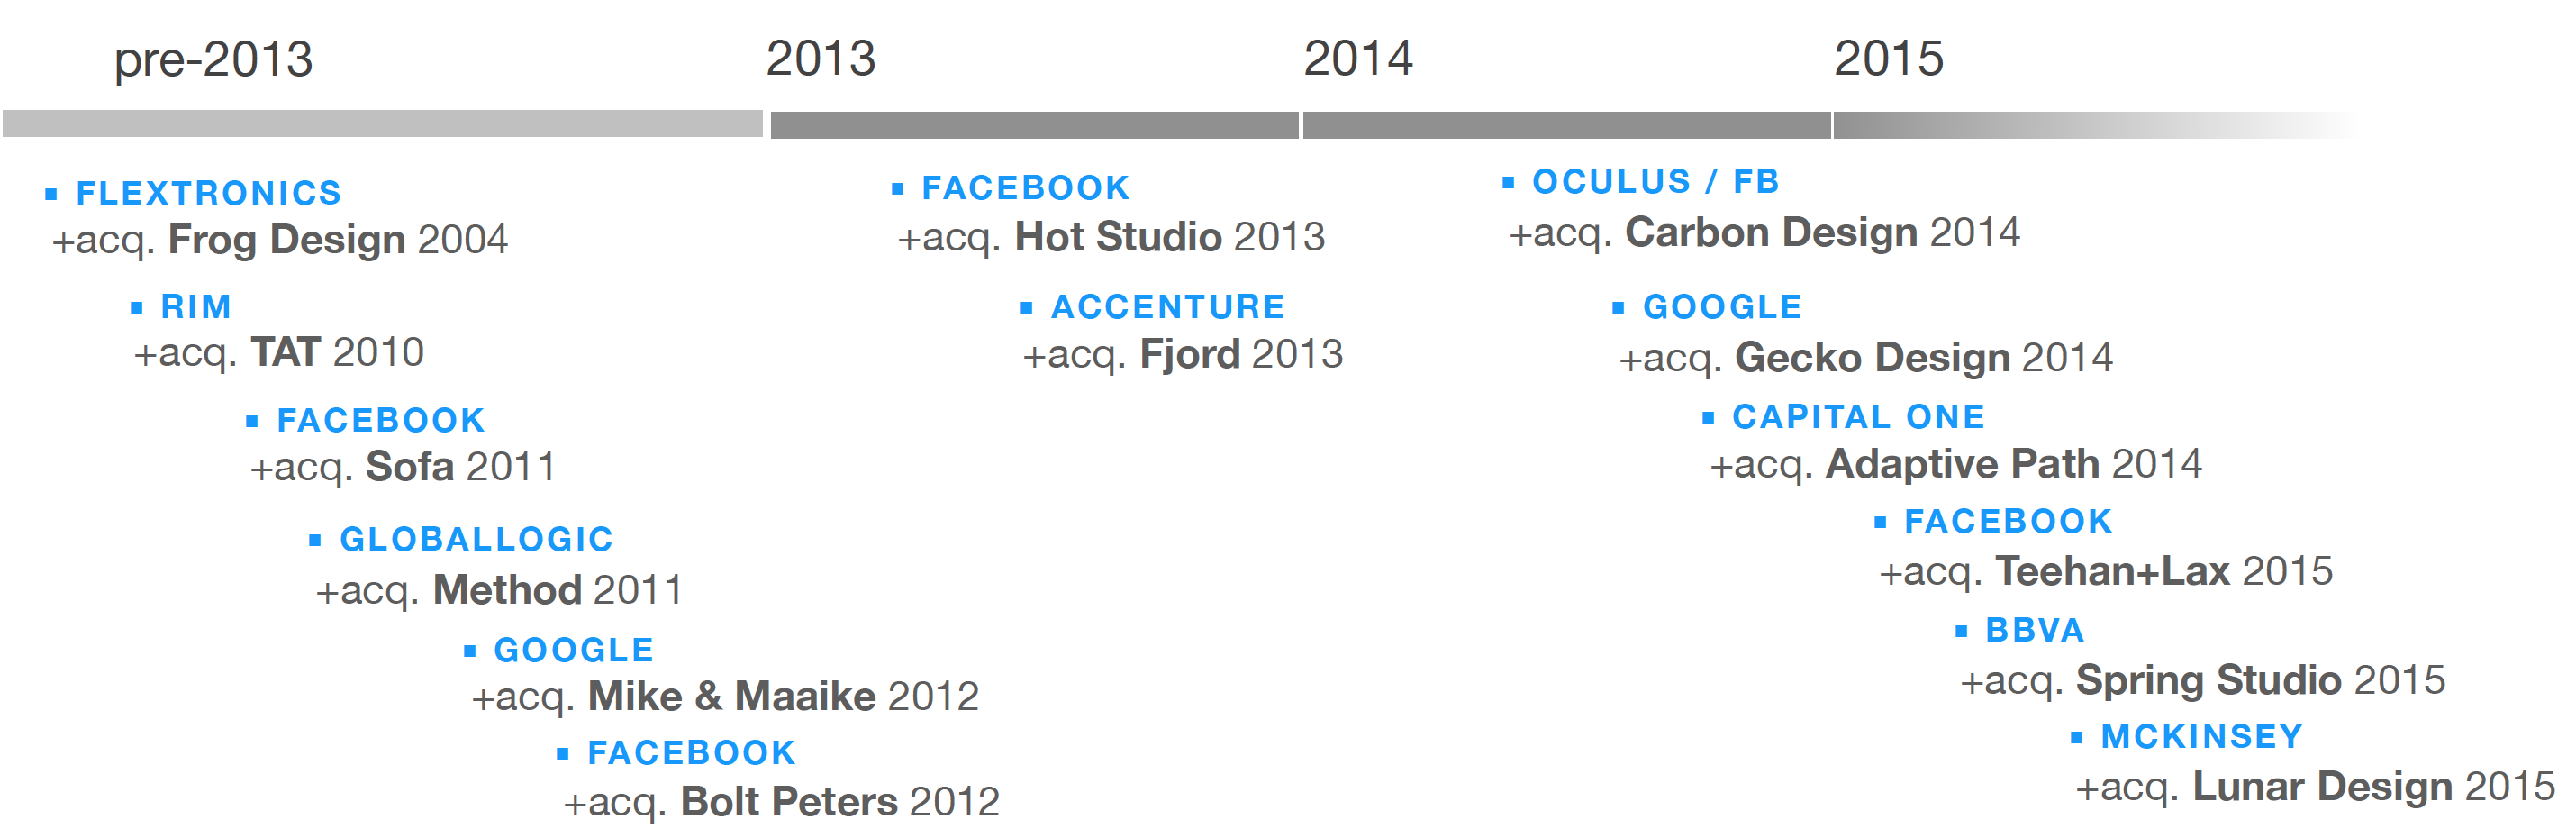 pre-2013
2013
2014
2015
FLEXTRONICS
+acq. Frog Design 2004
RIM
+acq. TAT 2010
FACEBOOK
+acq. Sofa 2011
GLOBALLOGIC
+acq. Method 2011
GOOGLE
+acq. Mike & Maaike 2012
FACEBOOK
+acq. Bolt Peters 2012
FACEBOOK
+acq. Hot Studio 2013
ACCENTURE
+acq. Fjord 2013
OCULUS / FB
+acq. Carbon Design 2014
GOOGLE
+acq. Gecko Design 2014
CAPITAL ONE
+acq. Adaptive Path 2014
FACEBOOK
+acq. Teehan+Lax 2015
BBVA
+acq. Spring Studio 2015
MCKINSEY
+acq. Lunar Design 2015